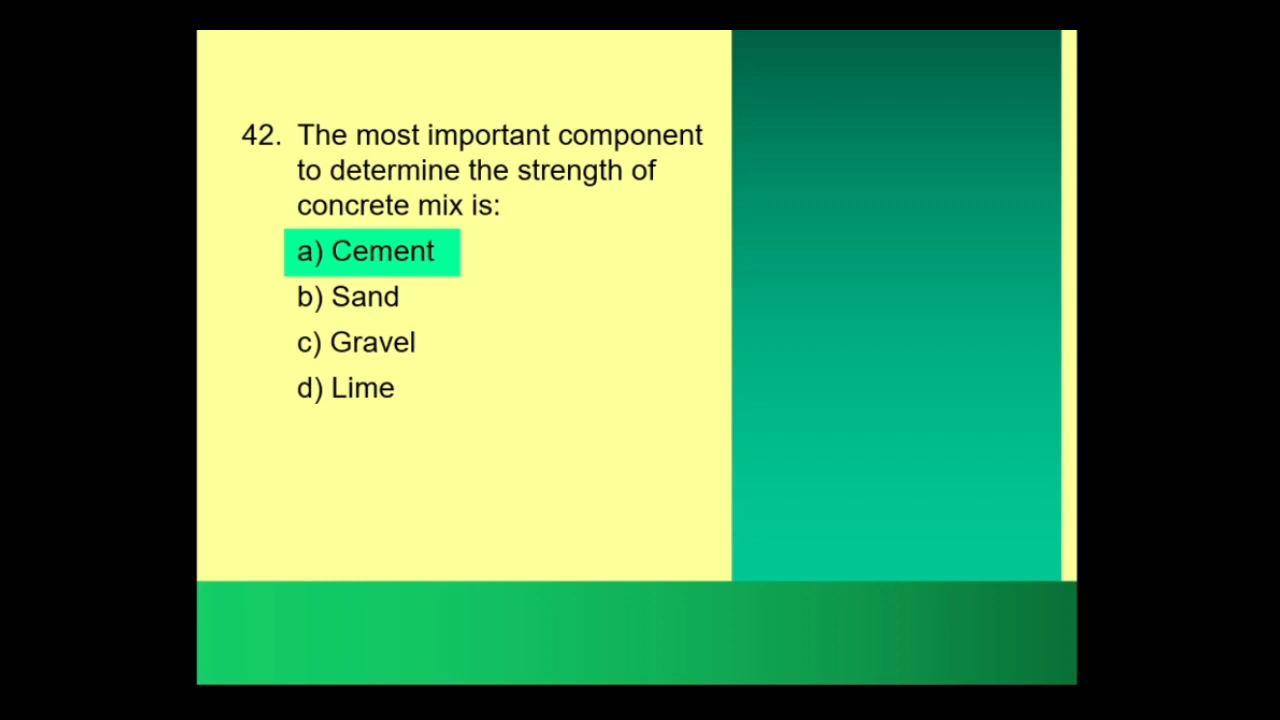 42. The most important component
to determine the strength of
concrete mix is:
a) Cement
b) Sand
c) Gravel
d) Lime